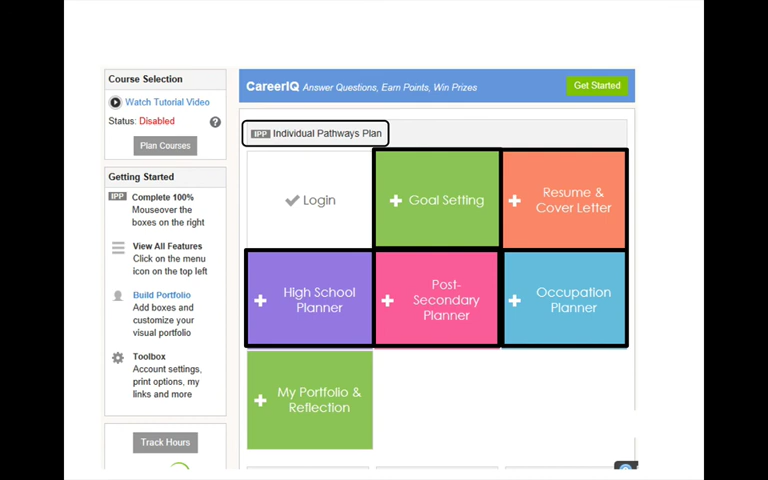 Course Selection
Watch Tutorial Video
Status: Disabled
?
Plan Courses
Getting Started
IPP Complete 100%
Mouseover the
boxes on the right
View All Features
Click on the menu
icon on the top left
Build Portfolio
Add boxes and
customize your
visual portfolio
Toolbox
Account settings,
print options, my
links and more
Track Hours
CareerIQ Answer Questions, Earn Points, Win Prizes
Get Started
IPP Individual Pathways Plan
Login
Goal Setting
Resume &
Cover Letter
High School
Planner
Post-
Secondary
Planner
Occupation
Planner
My Portfolio &
Reflection